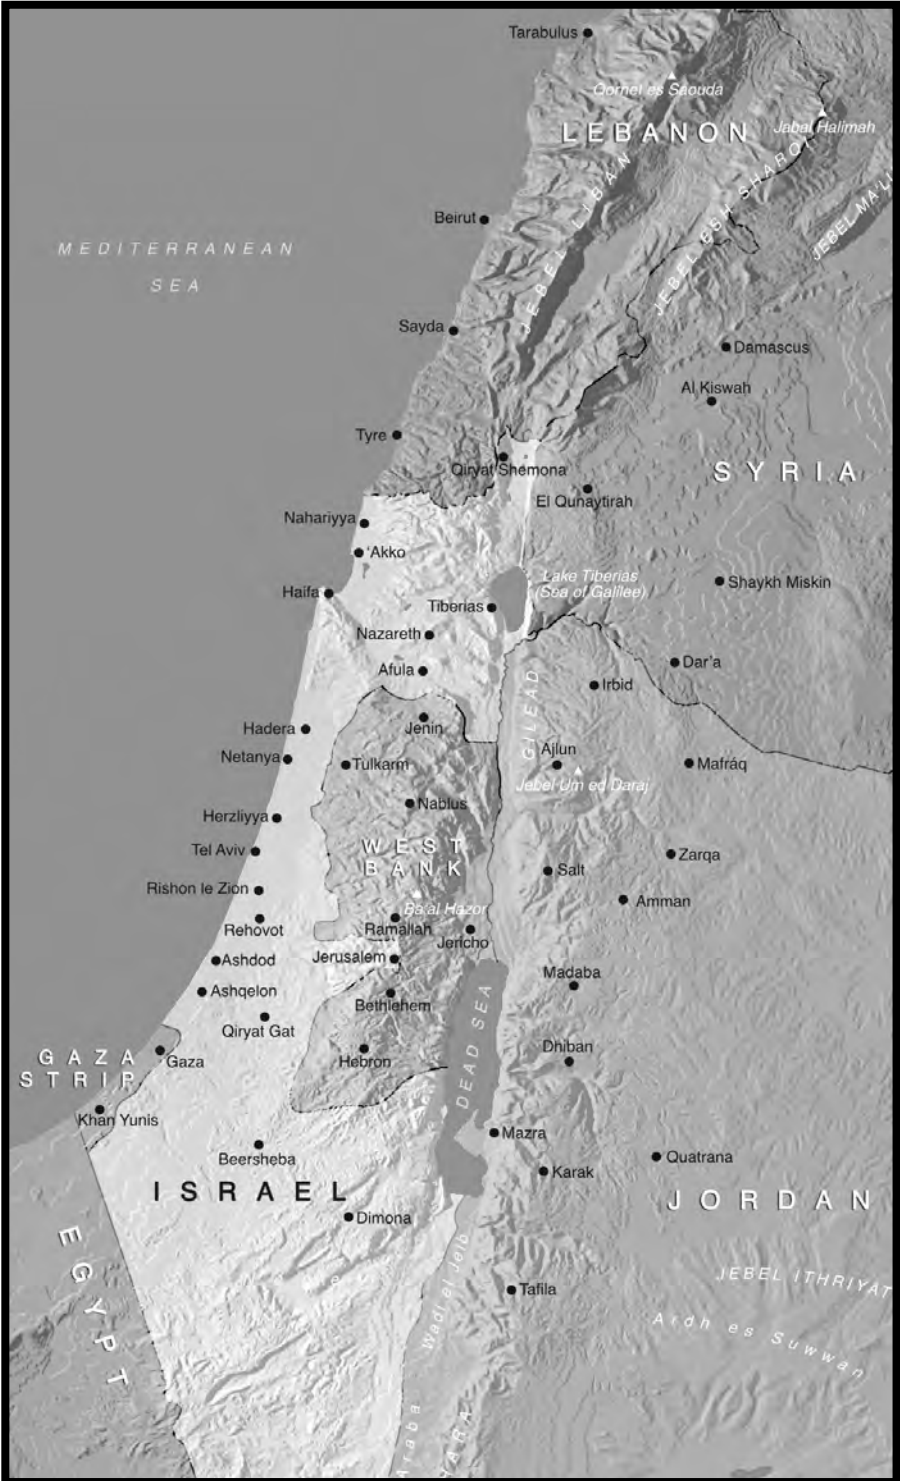 Tarabulus
Qornet es Saouda
LEBANON
Jabal Halimah
JEBEL LIBAN
JEBEL ESH SHARQI
JEBEL MA'LI
Beirut
MEDITERRANEAN
SEA
Sayda
Damascus
Al Kiswah
Tyre
Qiryat Shemona
SYRIA
El Qunaytirah
Nahariyya
'Akko
Lake Tiberias
(Sea of Galilee)
Shaykh Miskin
Haifa
Tiberias
Nazareth
Dar'a
Afula
Irbid
GILEAD
Jenin
Hadera
Netanya
Tulkarm
Ajlun
Mafráq
Jebel Um ed Daraj
Nablus
Herzliyya
WEST
BANK
Tel Aviv
Zarqa
Salt
Rishon le Zion
Amman
Ba'al Hazor
Rehovot
Ramallah
Jericho
Jerusalem
Ashdod
Madaba
Ashqelon
Bethlehem
DEAD SEA
Qiryat Gat
Hebron
Dhiban
GAZA
STRIP
Gaza
Khan Yunis
Mazra
Beersheba
Karak
Quatrana
ISRAEL
JORDAN
Dimona
EGYPT
Wadi el Jeib
JEBEL ITHRIYAT
Tafila
Ardh es Suwwan
Araba